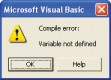 Microsoft Visual Basic
Compile error:
Variable not defined
OK
Help